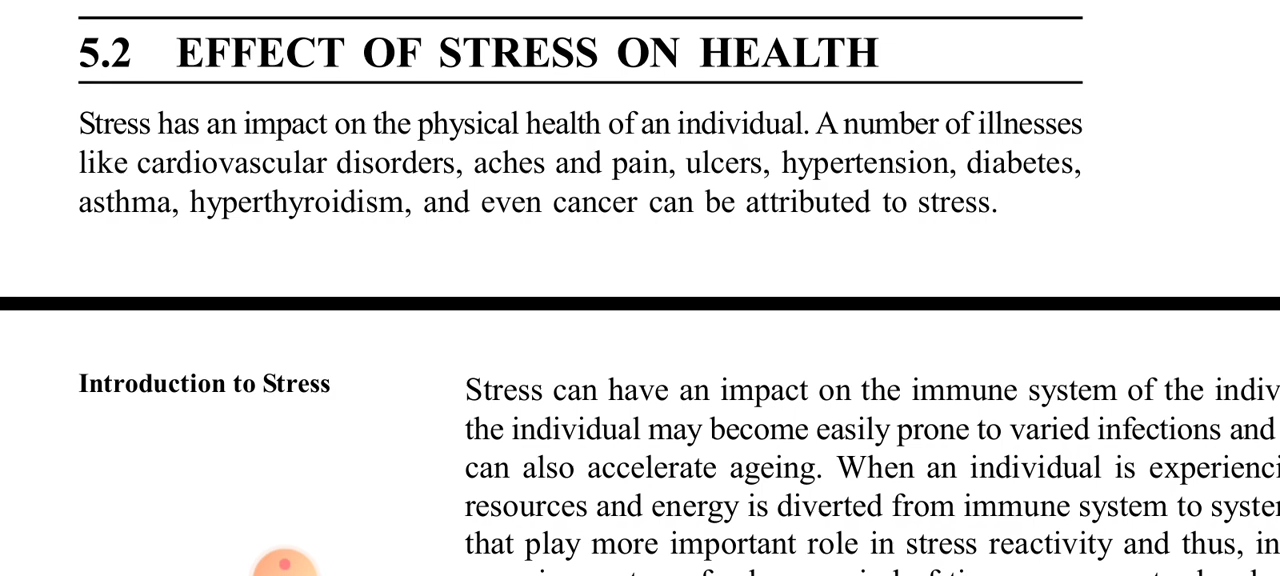 5.2 EFFECT OF STRESS ON HEALTH
Stress has an impact on the physical health of an individual. A number of illnesses
like cardiovascular disorders, aches and pain, ulcers, hypertension, diabetes,
asthma, hyperthyroidism, and even cancer can be attributed to stress.
Introduction to Stress
Stress can have an impact on the immune system of the
the individual may become easily prone to varied infections and
can also accelerate ageing. When an individual is
resources and energy is diverted from immune system to
that play more important role in stress reactivity and thus,